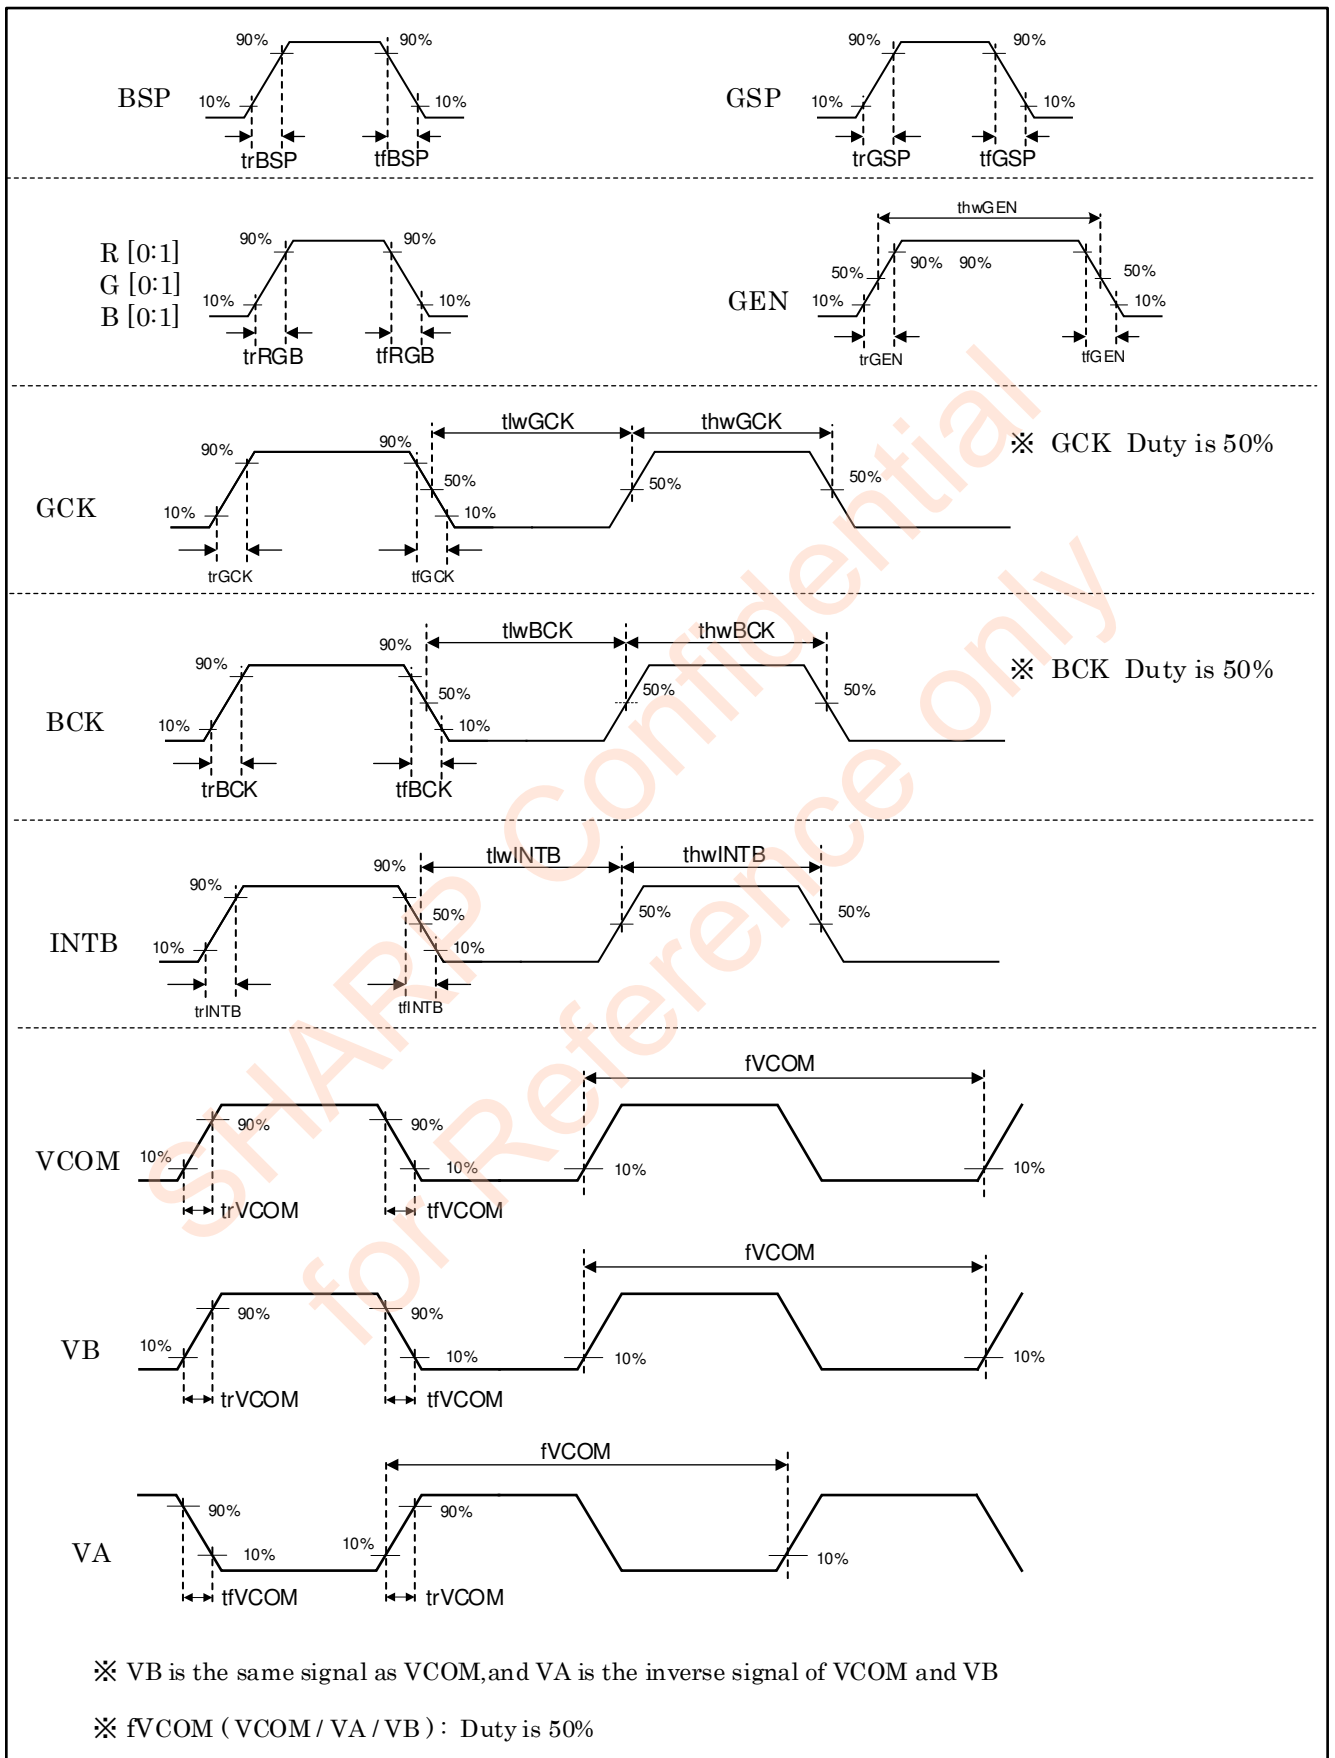 90% 90% 90% 90%
BSP 10% 10% GSP 10% 10%
trBSP tfBSP trGSP tfGSP
thwGEN
R [0:1] 90% 90%
G [0:1] 50% 90% 90% 50%
B [0:1] 10% 10% GEN 10% 10%
trRGB tfRGB trGEN tfGEN
tlwGCK thwGCK ※ GCK Duty is 50%
90% 90%
50% 50% 50%
GCK 10% 10%
trGCK tfGCK
tlwBCK thwBCK
90% 90% ※ BCK Duty is 50%
50% 50% 50%
BCK 10% 10%
trBCK tfBCK
tlwINTB thwINTB
90% 90%
50% 50% 50%
INTB 10% 10%
trINTB tfINTB
fVCOM
90% 90%
VCOM 10% 10% 10% 10%
trVCOM tfVCOM
fVCOM
90% 90%
VB 10% 10% 10% 10%
trVCOM tfVCOM
fVCOM
90% 90%
VA 10% 10% 10%
tfVCOM trVCOM
※ VB is the same signal as VCOM,and VA is the inverse signal of VCOM and VB
※ fVCOM ( VCOM / VA / VB ) : Duty is 50%
SHARP Confidential
for Reference only